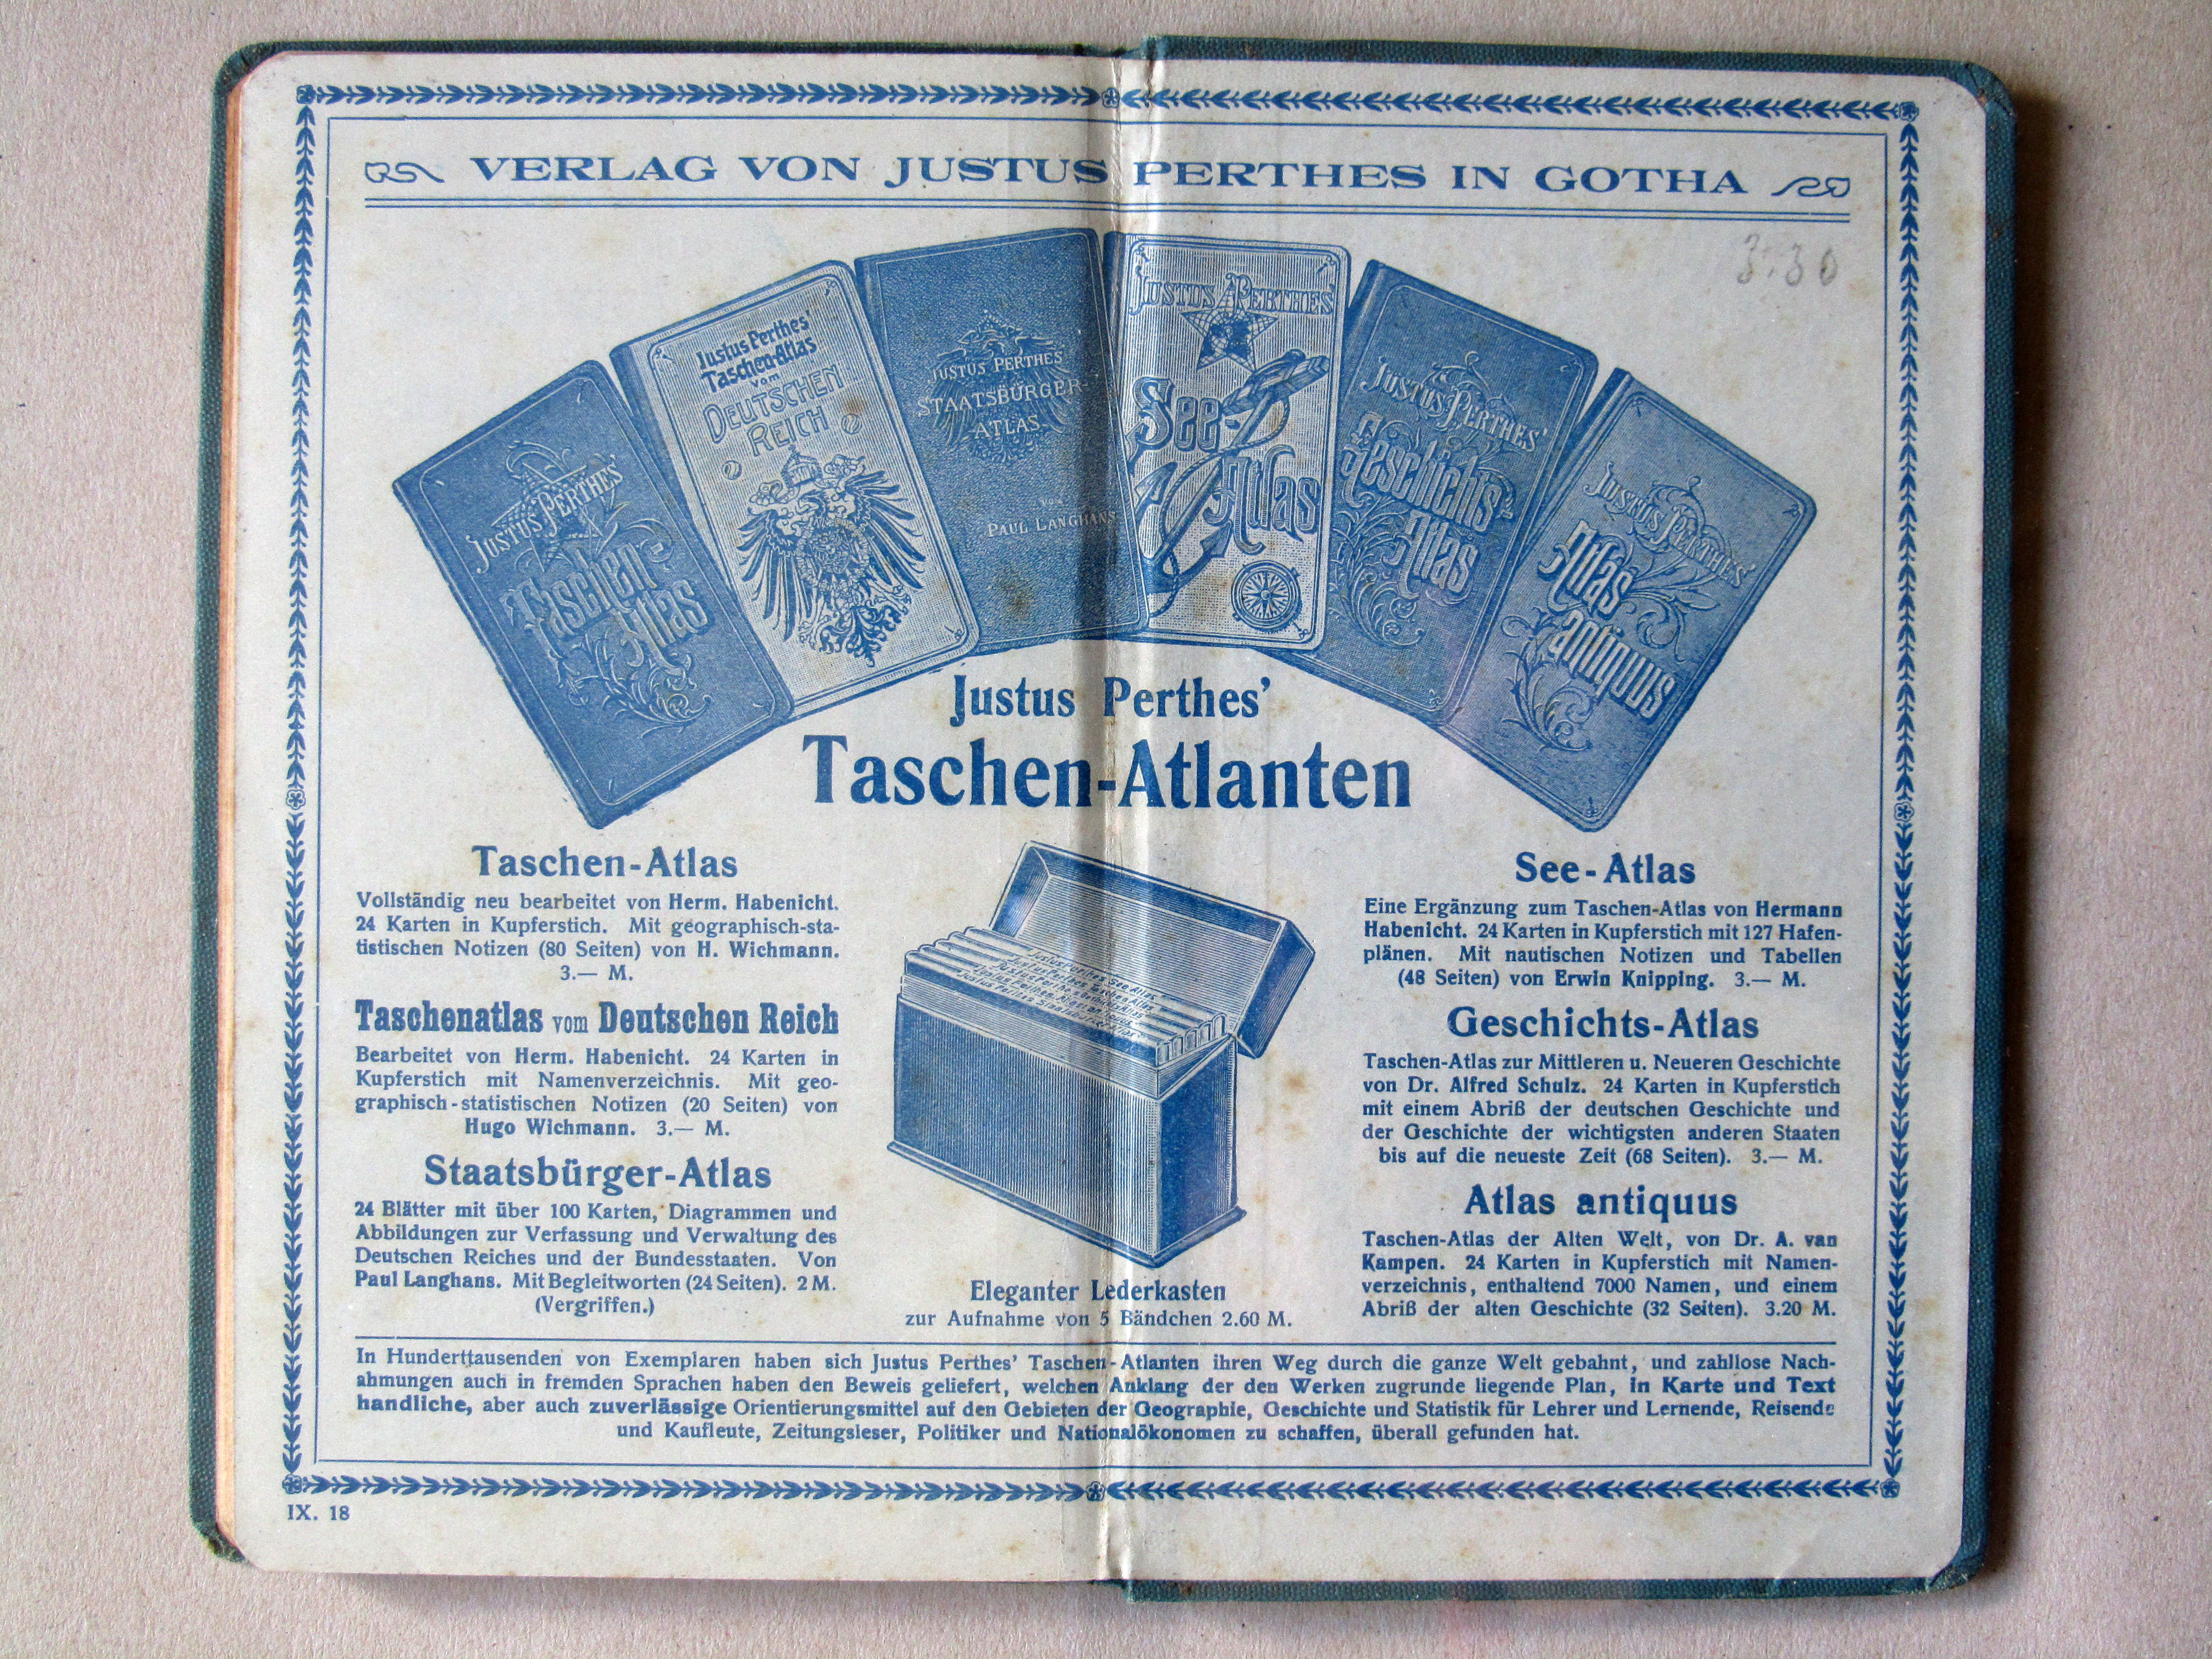 VERLAG VON JUSTUS PERTHES IN GOTHA
3.30
JUSTUS PERTHES'
Taschen-
Atlas
Justus Perthes'
Taschen-Atlas
vom
DEUTSCHEN
REICH
JUSTUS PERTHES
STAATSBÜRGER-
ATLAS
VON
PAUL LANGHANS
JUSTUS PERTHES
See-
Atlas
JUSTUS PERTHES'
Geschichts-
Atlas
JUSTUS PERTHES'
Atlas
antiquus
Justus Perthes'
Taschen-Atlanten
Taschen-Atlas
Vollständig neu bearbeitet von Herm. Habenicht.
24 Karten in Kupferstich. Mit geographisch-sta-
tistischen Notizen (80 Seiten) von H. Wichmann.
3.— M.
Taschenatlas vom Deutschen Reich
Bearbeitet von Herm. Habenicht. 24 Karten in
Kupferstich mit Namenverzeichnis. Mit geo-
graphisch-statistischen Notizen (20 Seiten) von
Hugo Wichmann. 3.— M.
Staatsbürger-Atlas
24 Blätter mit über 100 Karten, Diagrammen und
Abbildungen zur Verfassung und Verwaltung des
Deutschen Reiches und der Bundesstaaten. Von
Paul Langhans. Mit Begleitworten (24 Seiten). 2 M.
(Vergriffen.)
Justus Perthes See Atlas
Eleganter Lederkasten
zur Aufnahme von 5 Bändchen 2.60 M.
See-Atlas
Eine Ergänzung zum Taschen-Atlas von Hermann
Habenicht. 24 Karten in Kupferstich mit 127 Hafen-
plänen. Mit nautischen Notizen und Tabellen
(48 Seiten) von Erwin Knipping. 3.— M.
Geschichts-Atlas
Taschen-Atlas zur Mittleren u. Neueren Geschichte
von Dr. Alfred Schulz. 24 Karten in Kupferstich
mit einem Abriß der deutschen Geschichte und
der Geschichte der wichtigsten anderen Staaten
bis auf die neueste Zeit (68 Seiten). 3.— M.
Atlas antiquus
Taschen-Atlas der Alten Welt, von Dr. A. van
Kampen. 24 Karten in Kupferstich mit Namen-
verzeichnis, enthaltend 7000 Namen, und einem
Abriß der alten Geschichte (32 Seiten). 3.20 M.
In Hunderttausenden von Exemplaren haben sich Justus Perthes' Taschen-Atlanten ihren Weg durch die ganze Welt gebahnt, und zahllose Nach-
ahmungen auch in fremden Sprachen haben den Beweis geliefert, welchen Anklang der den Werken zugrunde liegende Plan, in Karte und Text
handliche, aber auch zuverlässige Orientierungsmittel auf den Gebieten der Geographie, Geschichte und Statistik für Lehrer und Lernende, Reisende
und Kaufleute, Zeitungsleser, Politiker und Nationalökonomen zu schaffen, überall gefunden hat.
IX. 18